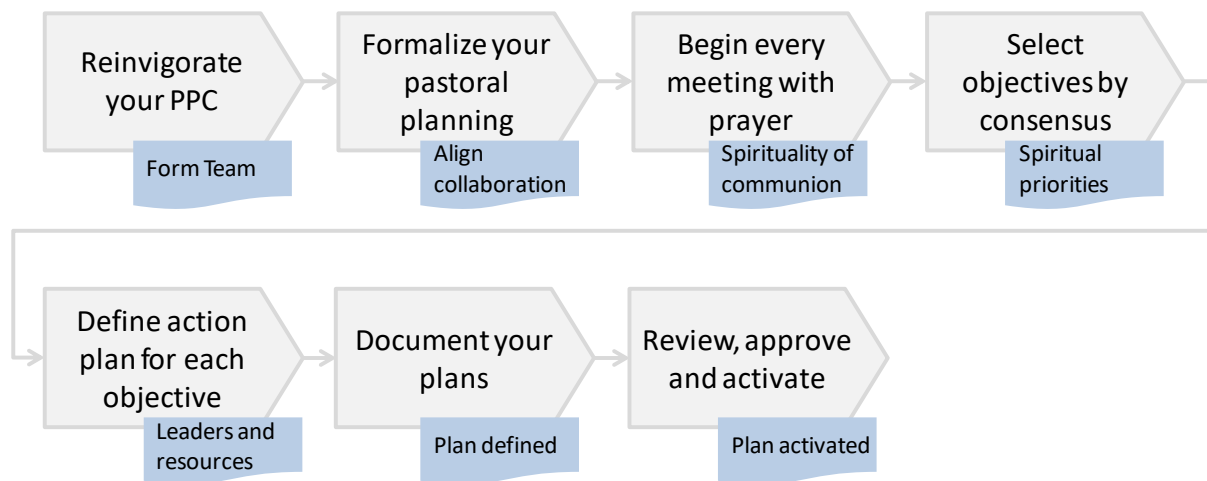 Reinvigorate
your PPC
Form Team
Formalize your
pastoral
planning
Align
collaboration
Begin every
meeting with
prayer
Spirituality of
communion
Select
objectives by
consensus
Spiritual
priorities
Define action
plan for each
objective
Leaders and
resources
Document your
plans
Plan defined
Review, approve
and activate
Plan activated